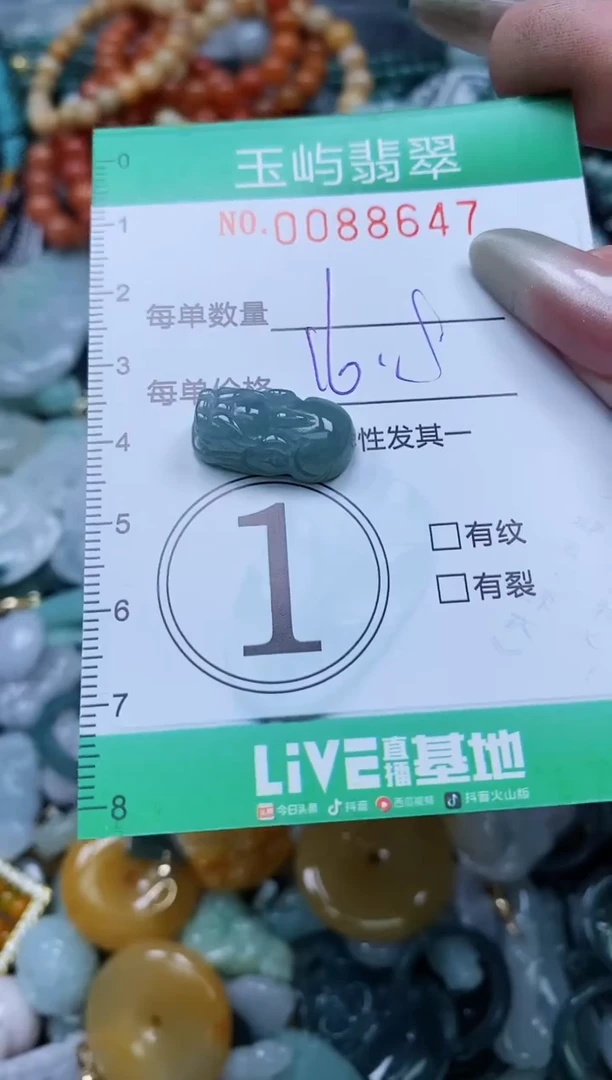 0
玉屿翡翠
1
NO.0088647
2
每单数量
3
每单价格
4
性发其一
5
□有纹
□有裂
1
6
7
LiVE直播基地
8
今日头条 抖音 西瓜视频 抖音火山版